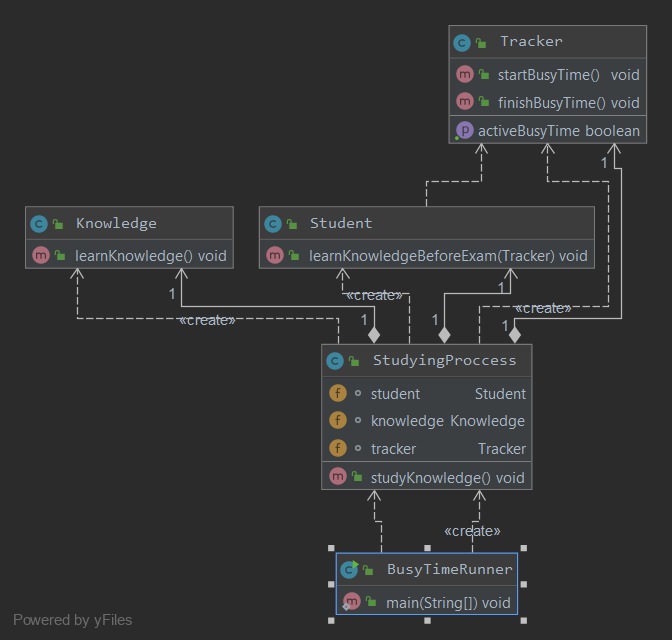 Tracker
startBusyTime() void
finishBusyTime() void
activeBusyTime boolean
1
Knowledge
learnKnowledge() void
Student
learnKnowledgeBeforeExam(Tracker) void
1
«create»
1
«create»
«create»
1
1
1
StudyingProccess
student Student
knowledge Knowledge
tracker Tracker
studyKnowledge() void
«create»
BusyTimeRunner
main(String[]) void
Powered by yFiles